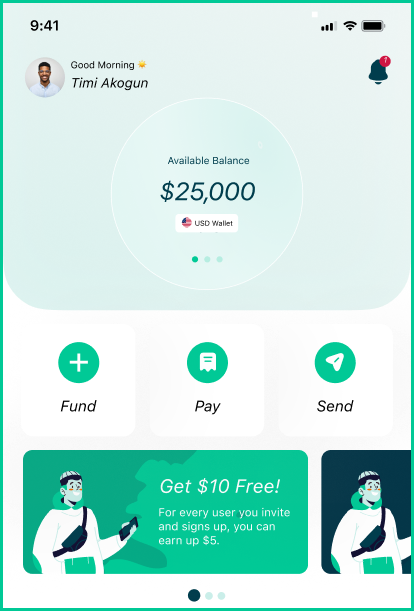 9:41
Good Morning
Timi Akogun
Available Balance
$25,000
USD Wallet
Fund
Pay
Send
Get $10 Free!
For every user you invite
and signs up, you can
earn up $5.